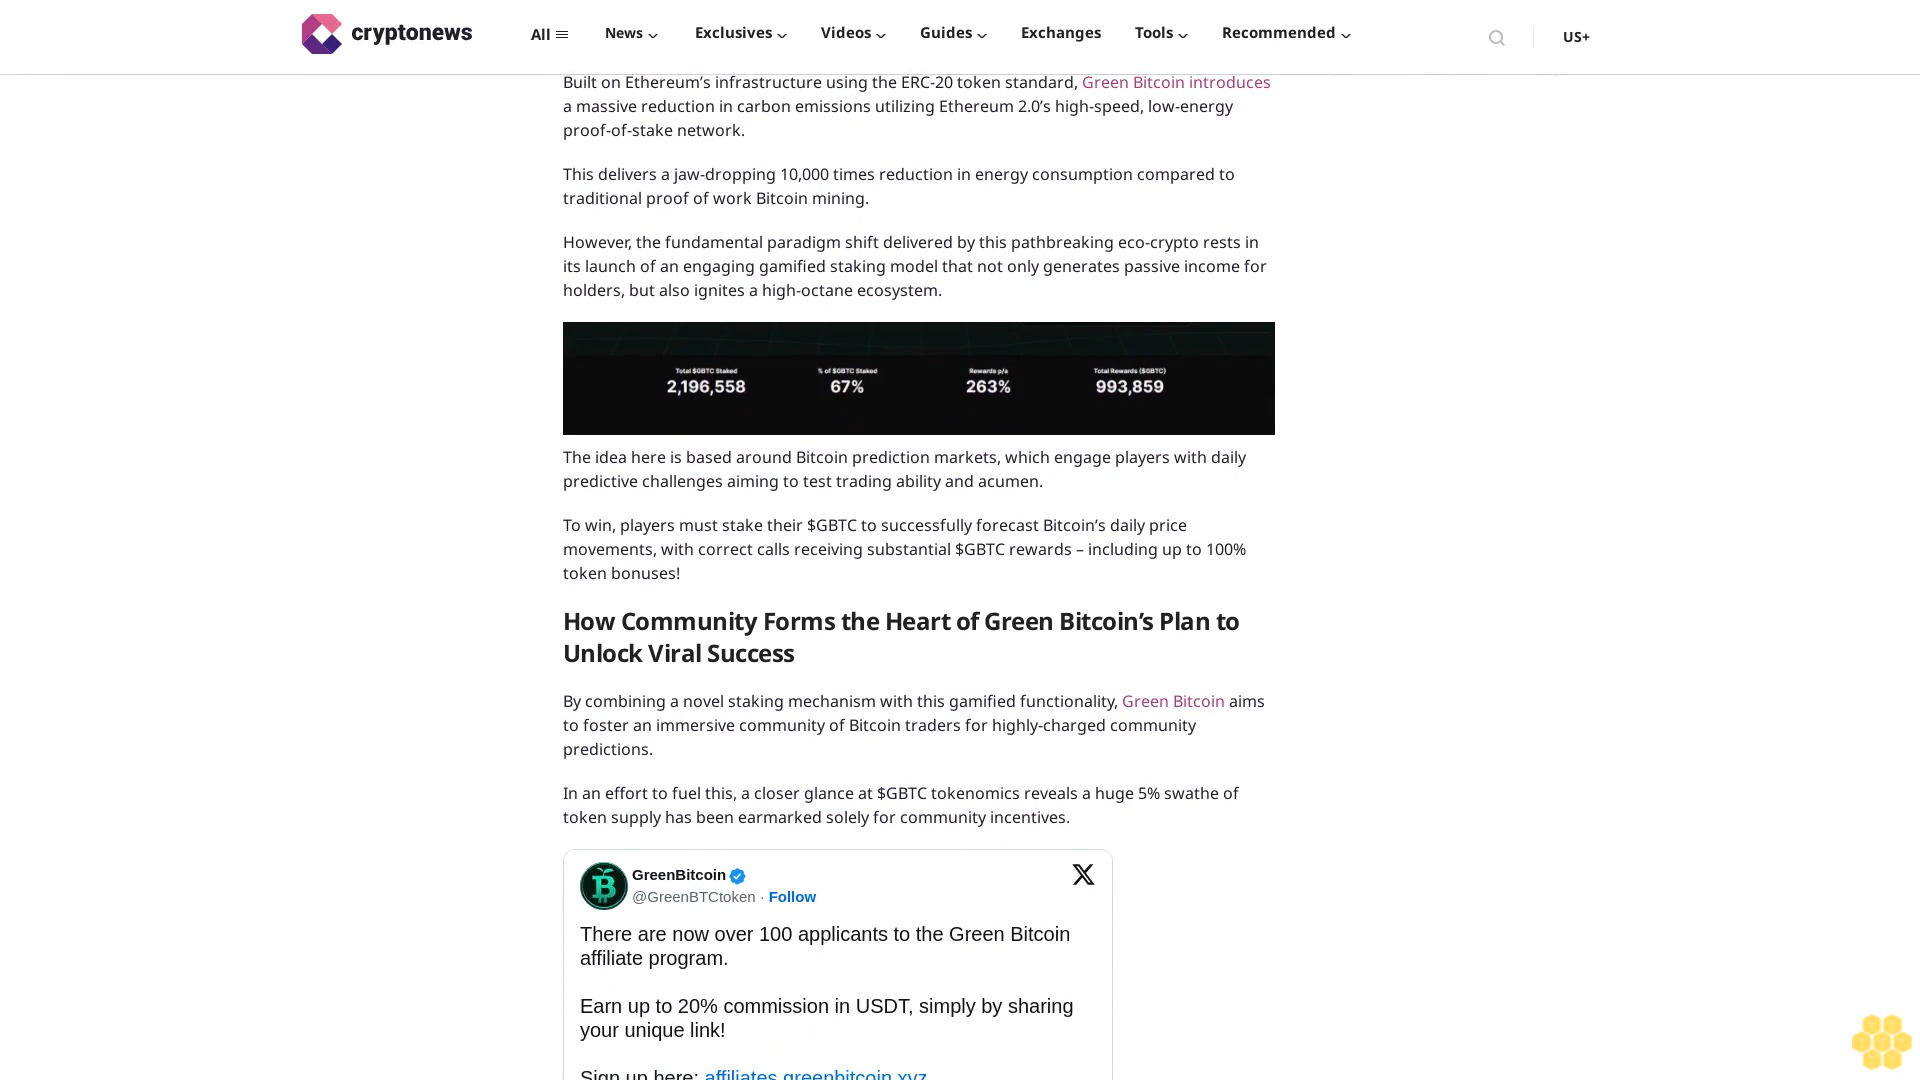 cryptonews
All
News
Exclusives
Videos
Guides
Exchanges
Tools
Recommended
US+
Built on Ethereum’s infrastructure using the ERC-20 token standard, Green Bitcoin introduces
a massive reduction in carbon emissions utilizing Ethereum 2.0’s high-speed, low-energy
proof-of-stake network.
This delivers a jaw-dropping 10,000 times reduction in energy consumption compared to
traditional proof of work Bitcoin mining.
However, the fundamental paradigm shift delivered by this pathbreaking eco-crypto rests in
its launch of an engaging gamified staking model that not only generates passive income for
holders, but also ignites a high-octane ecosystem.
Total $GBTC Staked
2,196,558
% of $GBTC Staked
67%
Rewards p/a
263%
Total Rewards ($GBTC)
993,859
The idea here is based around Bitcoin prediction markets, which engage players with daily
predictive challenges aiming to test trading ability and acumen.
To win, players must stake their $GBTC to successfully forecast Bitcoin’s daily price
movements, with correct calls receiving substantial $GBTC rewards – including up to 100%
token bonuses!
How Community Forms the Heart of Green Bitcoin’s Plan to
Unlock Viral Success
By combining a novel staking mechanism with this gamified functionality, Green Bitcoin aims
to foster an immersive community of Bitcoin traders for highly-charged community
predictions.
In an effort to fuel this, a closer glance at $GBTC tokenomics reveals a huge 5% swathe of
token supply has been earmarked solely for community incentives.
GreenBitcoin
@GreenBTCtoken · Follow
There are now over 100 applicants to the Green Bitcoin
affiliate program.
Earn up to 20% commission in USDT, simply by sharing
your unique link!
Sign up here: affiliates.greenbitcoin.xyz